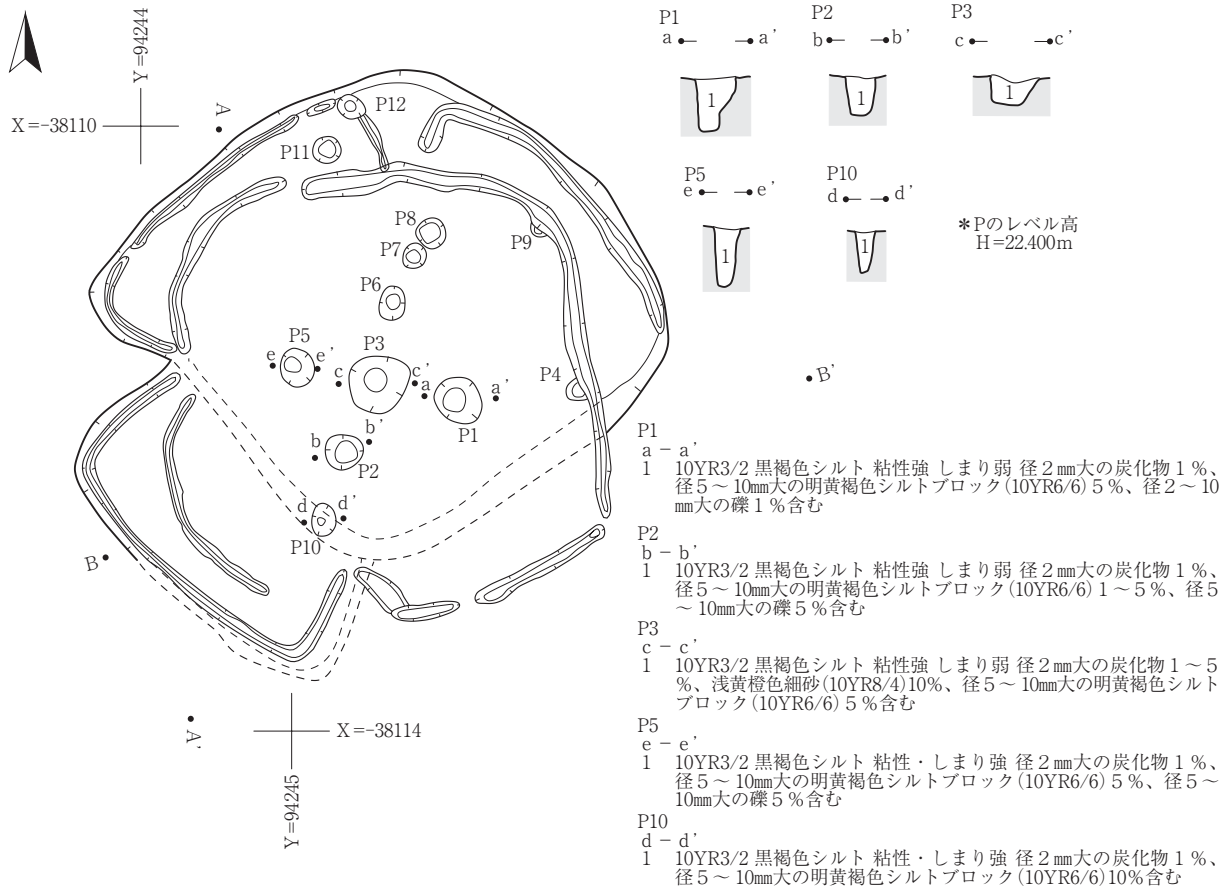 Y=94244
X=-38110
A
P12
P11
P8
P7
P9
P6
P5
e
e'
P3
c
c'
a
a'
P1
P4
b
b'
P2
d
d'
P10
B
B'
A'
X=-38114
Y=94245
P1
a
a'
1
P2
b
b'
1
P3
c
c'
1
P5
e
e'
1
P10
d
d'
1
*Pのレベル高
H=22.400m
P1
a-a'
1 10YR3/2 黒褐色シルト 粘性強 しまり弱 径2㎜大の炭化物1%、
径5~10㎜大の明黄褐色シルトブロック(10YR6/6)5%、径2~10
㎜大の礫1%含む
P2
b-b'
1 10YR3/2 黒褐色シルト 粘性強 しまり弱 径2㎜大の炭化物1%、
径5~10㎜大の明黄褐色シルトブロック(10YR6/6)1~5%、径5
~10㎜大の礫5%含む
P3
c-c'
1 10YR3/2 黒褐色シルト 粘性強 しまり弱 径2㎜大の炭化物1~5
%、浅黄橙色細砂(10YR8/4)10%、径5~10㎜大の明黄褐色シルト
ブロック(10YR6/6)5%含む
P5
e-e'
1 10YR3/2 黒褐色シルト 粘性・しまり強 径2㎜大の炭化物1%、
径5~10㎜大の明黄褐色シルトブロック(10YR6/6)5%、径5~
10㎜大の礫5%含む
P10
d-d'
1 10YR3/2 黒褐色シルト 粘性・しまり強 径2㎜大の炭化物1%、
径5~10㎜大の明黄褐色シルトブロック(10YR6/6)10%含む